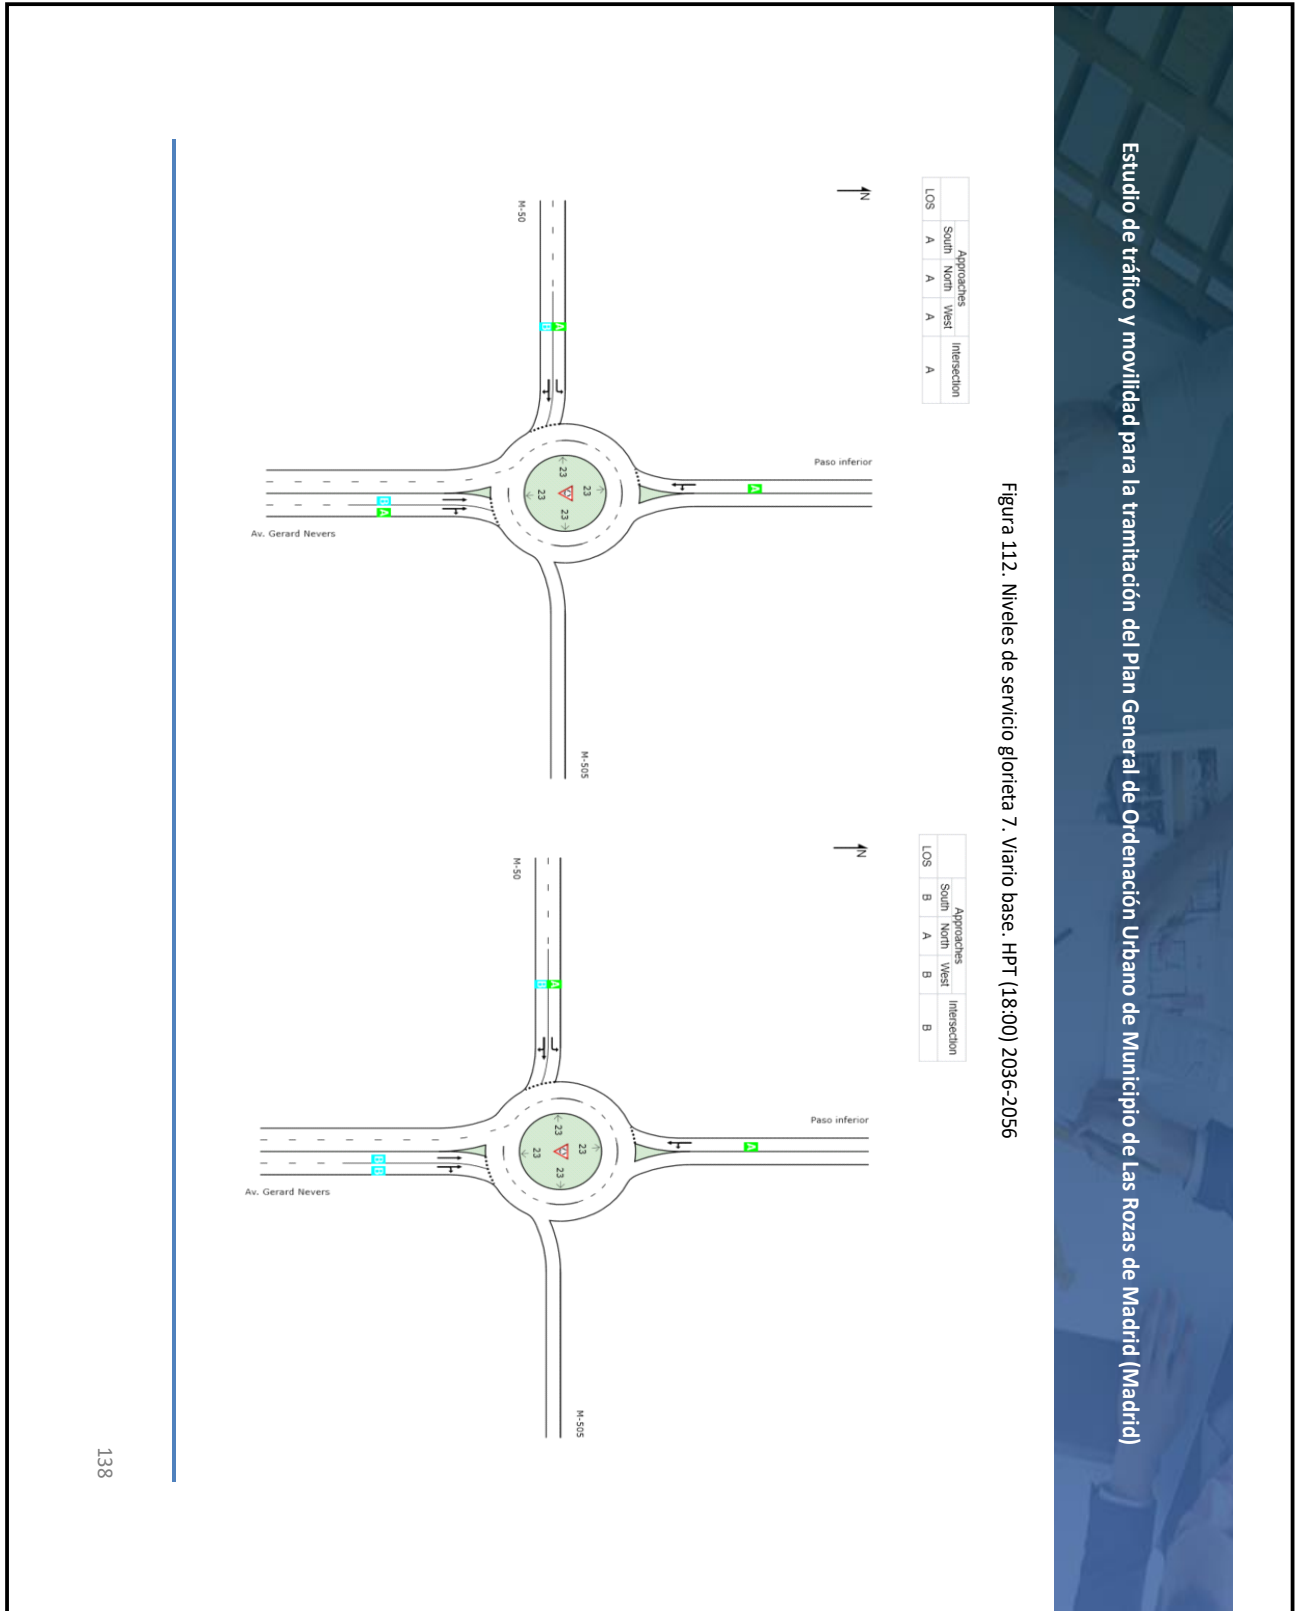 Estudio de tráfico y movilidad para la tramitación del Plan General de Ordenación Urbano de Municipio de Las Rozas de Madrid (Madrid)
Figura 112. Niveles de servicio glorieta 7. Viario base. HPT (18:00) 2036-2056
Approaches
Intersection
South North West
LOS A A A A
N
Paso inferior
A
M-50
A
B
23
23
23
23
M-505
B
A
Av. Gerard Nevers
Approaches
Intersection
South North West
LOS B A B B
N
Paso inferior
A
M-50
A
B
23
23
23
23
M-505
B
B
Av. Gerard Nevers
138